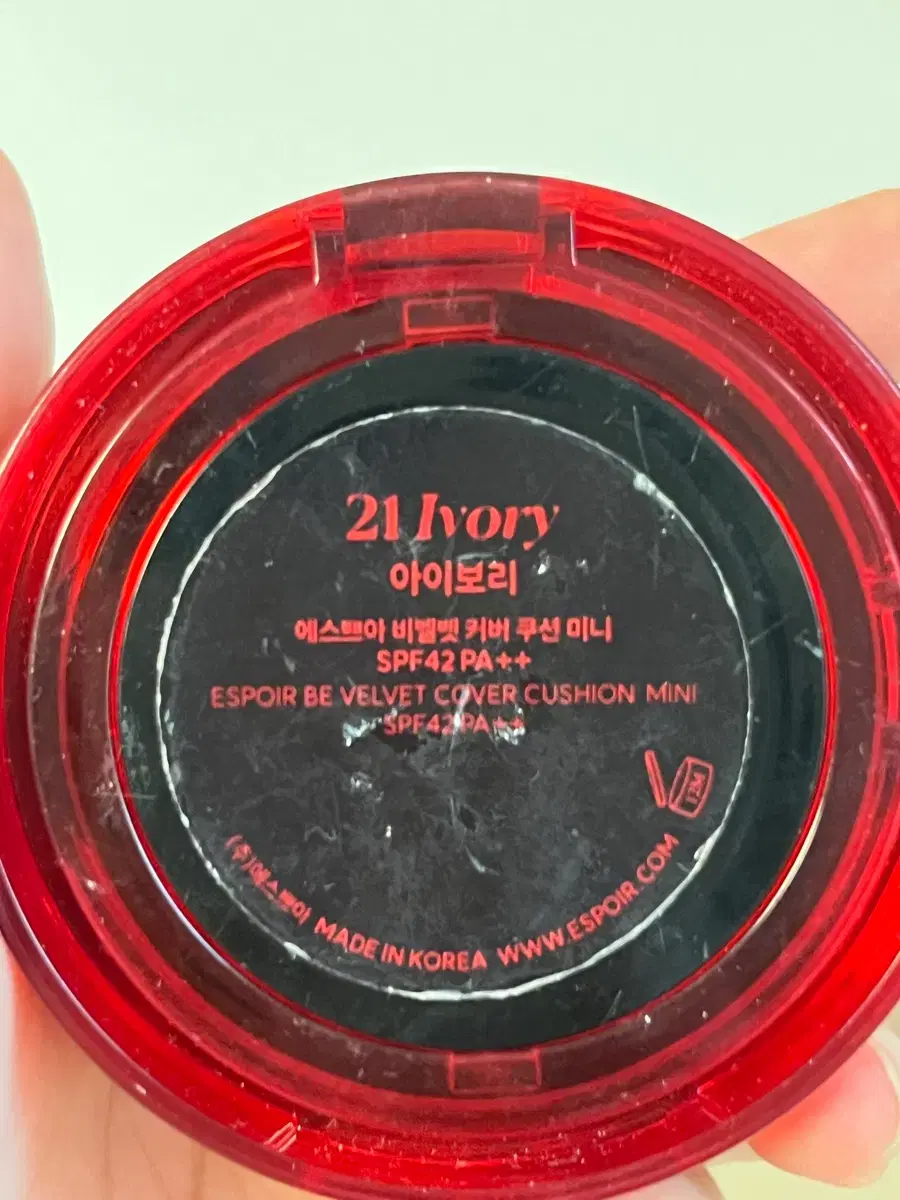 21 Ivory
아이보리
에스쁘아 비벨벳 커버 쿠션 미니
SPF42 PA++
ESPOIR BE VELVET COVER CUSHION MINI
SPF42 PA++
12M
(주)에스쁘아 MADE IN KOREA WWW.ESPOIR.COM